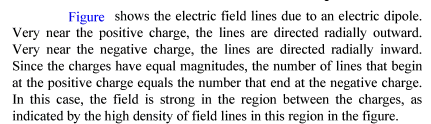 Figure shows the electric field lines due to an electric dipole.
Very near the positive charge, the lines are directed radially outward.
Very near the negative charge, the lines are directed radially inward.
Since the charges have equal magnitudes, the number of lines that begin
at the positive charge equals the number that end at the negative charge.
In this case, the field is strong in the region between the charges, as
indicated by the high density of field lines in this region in the figure.